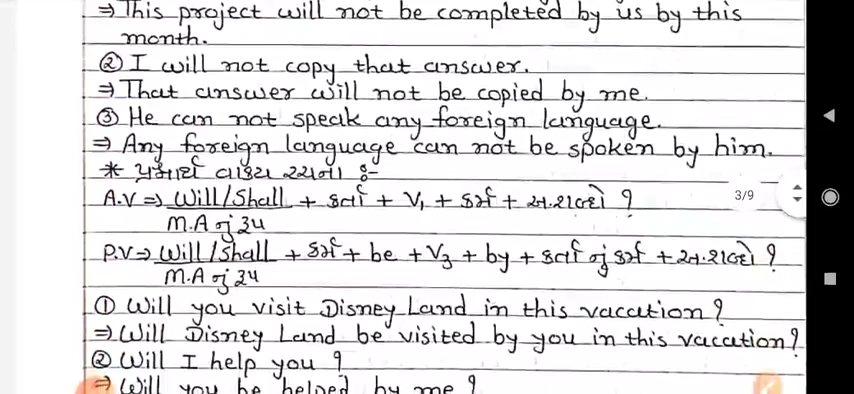 ⇒ This project will not be completed by us by this
month.
② I will not copy that answer.
⇒ That answer will not be copied by me.
③ He can not speak any foreign language.
⇒ Any foreign language can not be spoken by him.
* પ્રશ્નાર્થ વાક્ય રચના :-
A.V ⇒ Will/Shall + કર્તા + V₁ + કર્મ + અ.શબ્દો ?
M.A નું રૂપ
3/9
P.V ⇒ Will/Shall + કર્મ + be + V₃ + by + કર્તા નું કર્મ + અ.શબ્દો ?
M.A નું રૂપ
① Will you visit Disney Land in this vacation ?
⇒ Will Disney Land be visited by you in this vacation ?
② Will I help you ?
⇒ Will you be helped by me ?